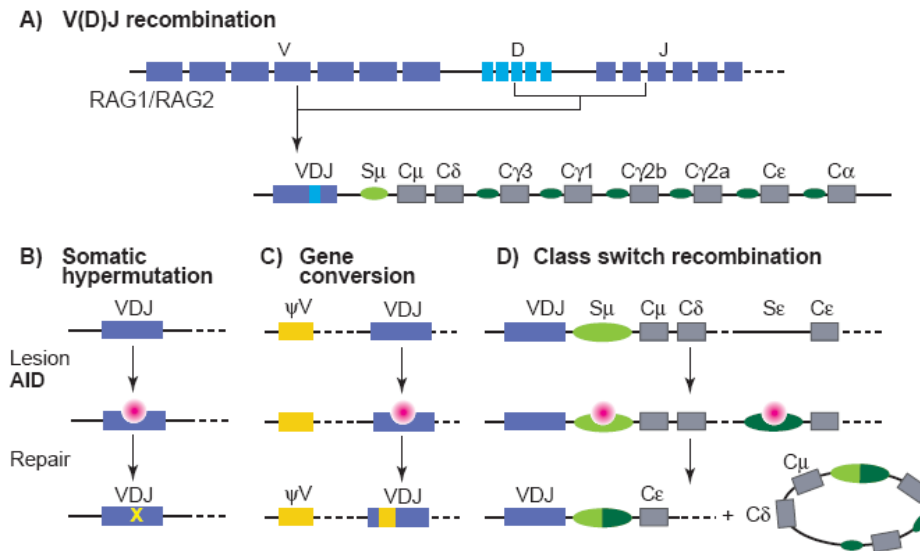 A) V(D)J recombination
V D J
RAG1/RAG2
VDJ Sμ Cμ Cδ Cγ3 Cγ1 Cγ2b Cγ2a Cε Cα
B) Somatic hypermutation
C) Gene conversion
D) Class switch recombination
VDJ
ψV VDJ
VDJ Sμ Cμ Cδ Sε Cε
Lesion
AID
Repair
VDJ
X
ψV VDJ
VDJ Cε + Cδ
Cμ